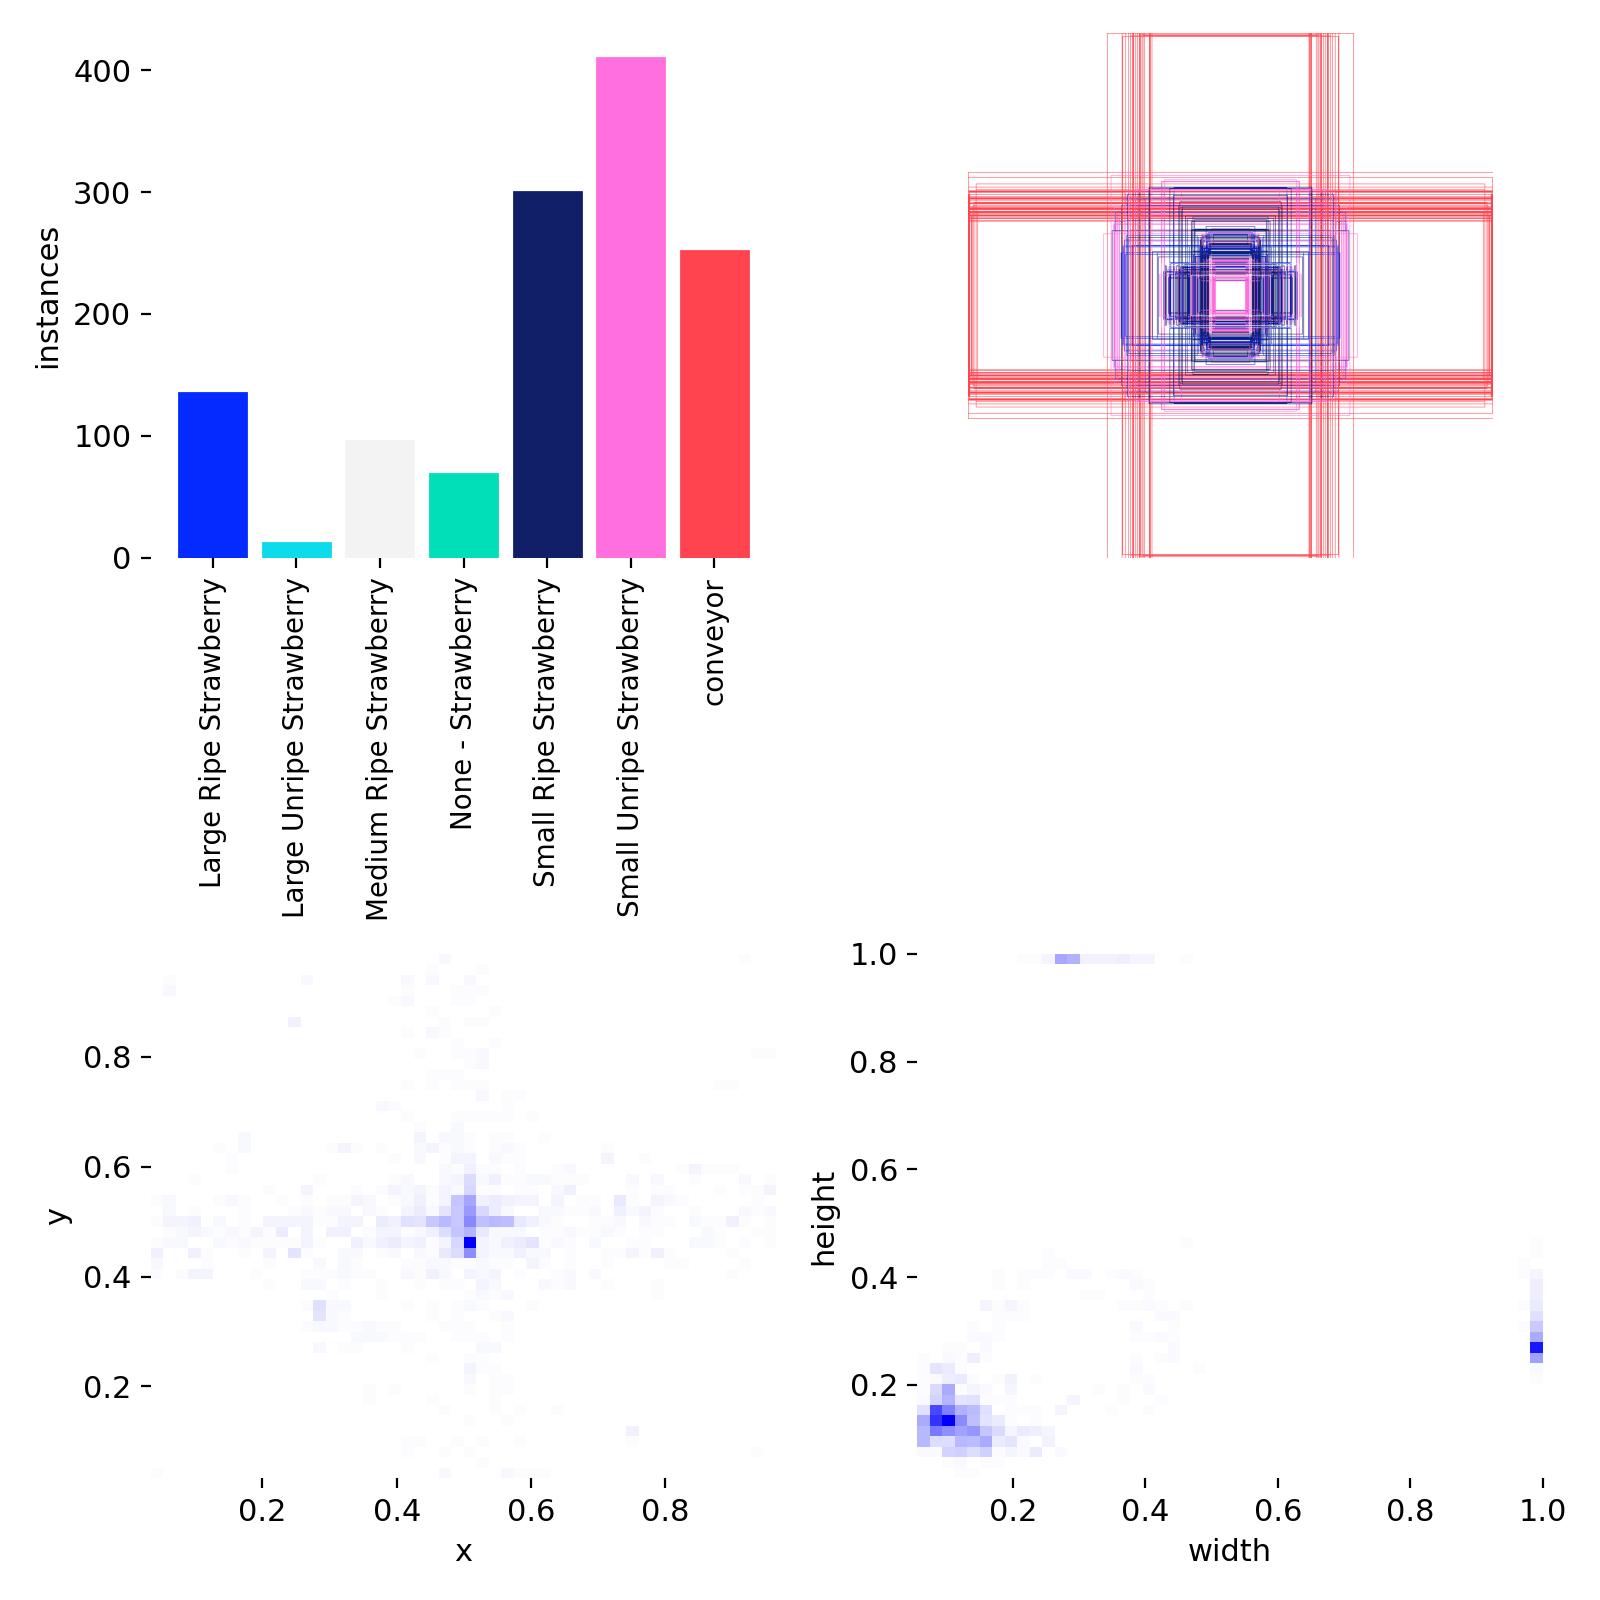 400
300
200
100
0
instances
Large Ripe Strawberry
Large Unripe Strawberry
Medium Ripe Strawberry
None - Strawberry
Small Ripe Strawberry
Small Unripe Strawberry
conveyor
0.8
0.6
0.4
0.2
y
0.2 0.4 0.6 0.8
x
1.0
0.8
0.6
0.4
0.2
height
0.2 0.4 0.6 0.8 1.0
width